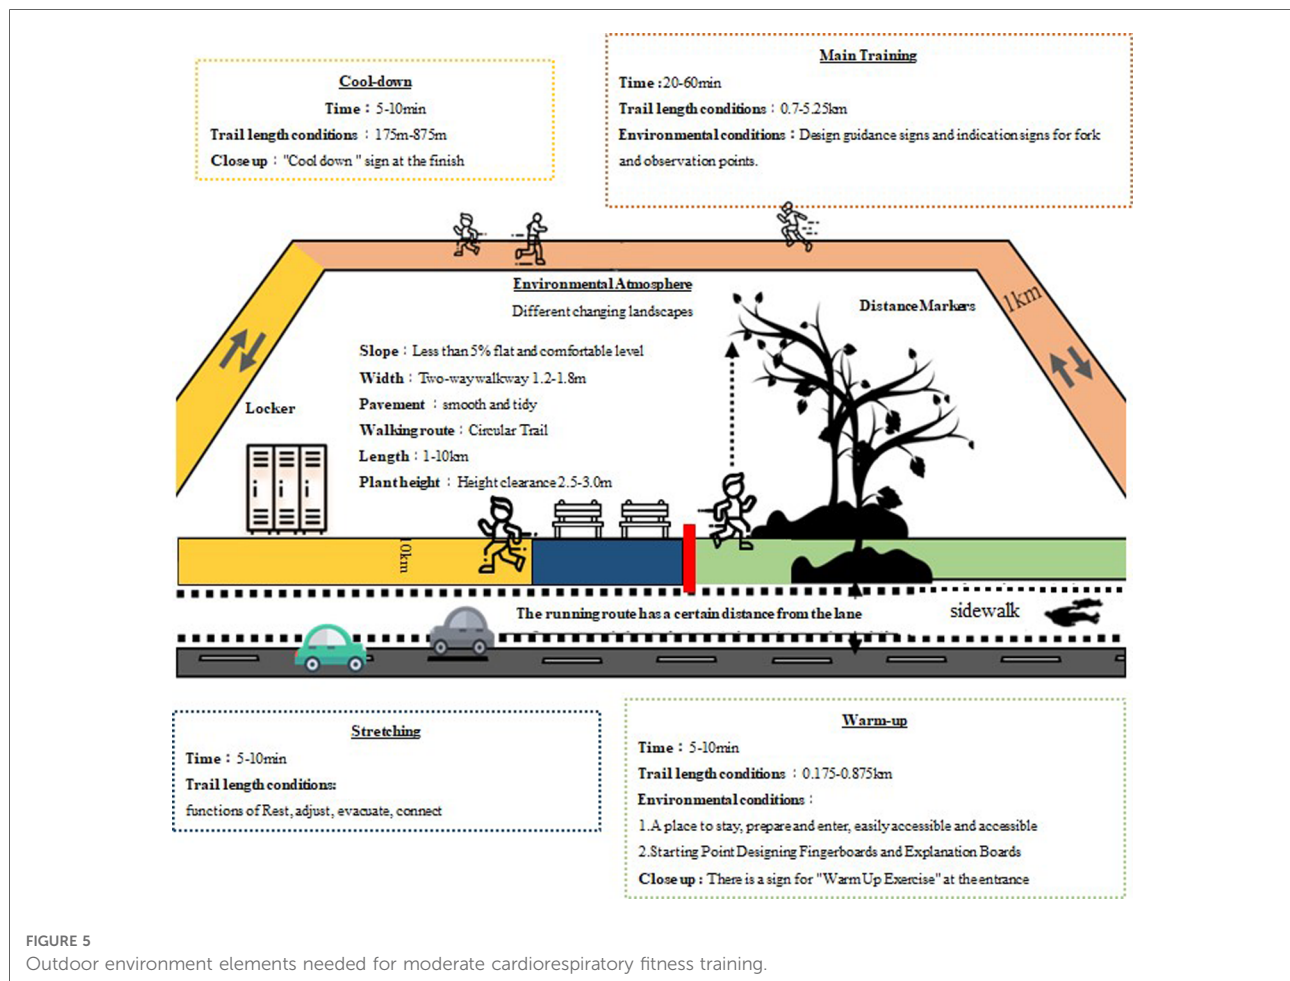 Cool-down
Time： 5-10min
Trail length conditions ： 175m-875m
Close up ： "Cool down " sign at the finish
Main Training
Time :20-60min
Trail length conditions ： 0.7-5.25km
Environmental conditions： Design guidance signs and indication signs for fork
and observation points.
Environmental Atmosphere
Different changing landscapes
Distance Markers
1km
Slope ： Less than 5% flat and comfortable level
Width ： Two-way walkway 1.2-1.8m
Pavement ： smooth and tidy
Walking route ： Circular Trail
Length ： 1-10km
Plant height ： Height clearance 2.5-3.0m
Locker
10km
The running route has a certain distance from the lane
sidewalk
Stretching
Time： 5-10min
Trail length conditions:
functions of Rest, adjust, evacuate, connect
Warm-up
Time： 5-10min
Trail length conditions ： 0.175-0.875km
Environmental conditions ：
1.A place to stay, prepare and enter, easily accessible and accessible
2.Starting Point Designing Fingerboards and Explanation Boards
Close up : There is a sign for "Warm Up Exercise" at the entrance
FIGURE 5
Outdoor environment elements needed for moderate cardiorespiratory fitness training.